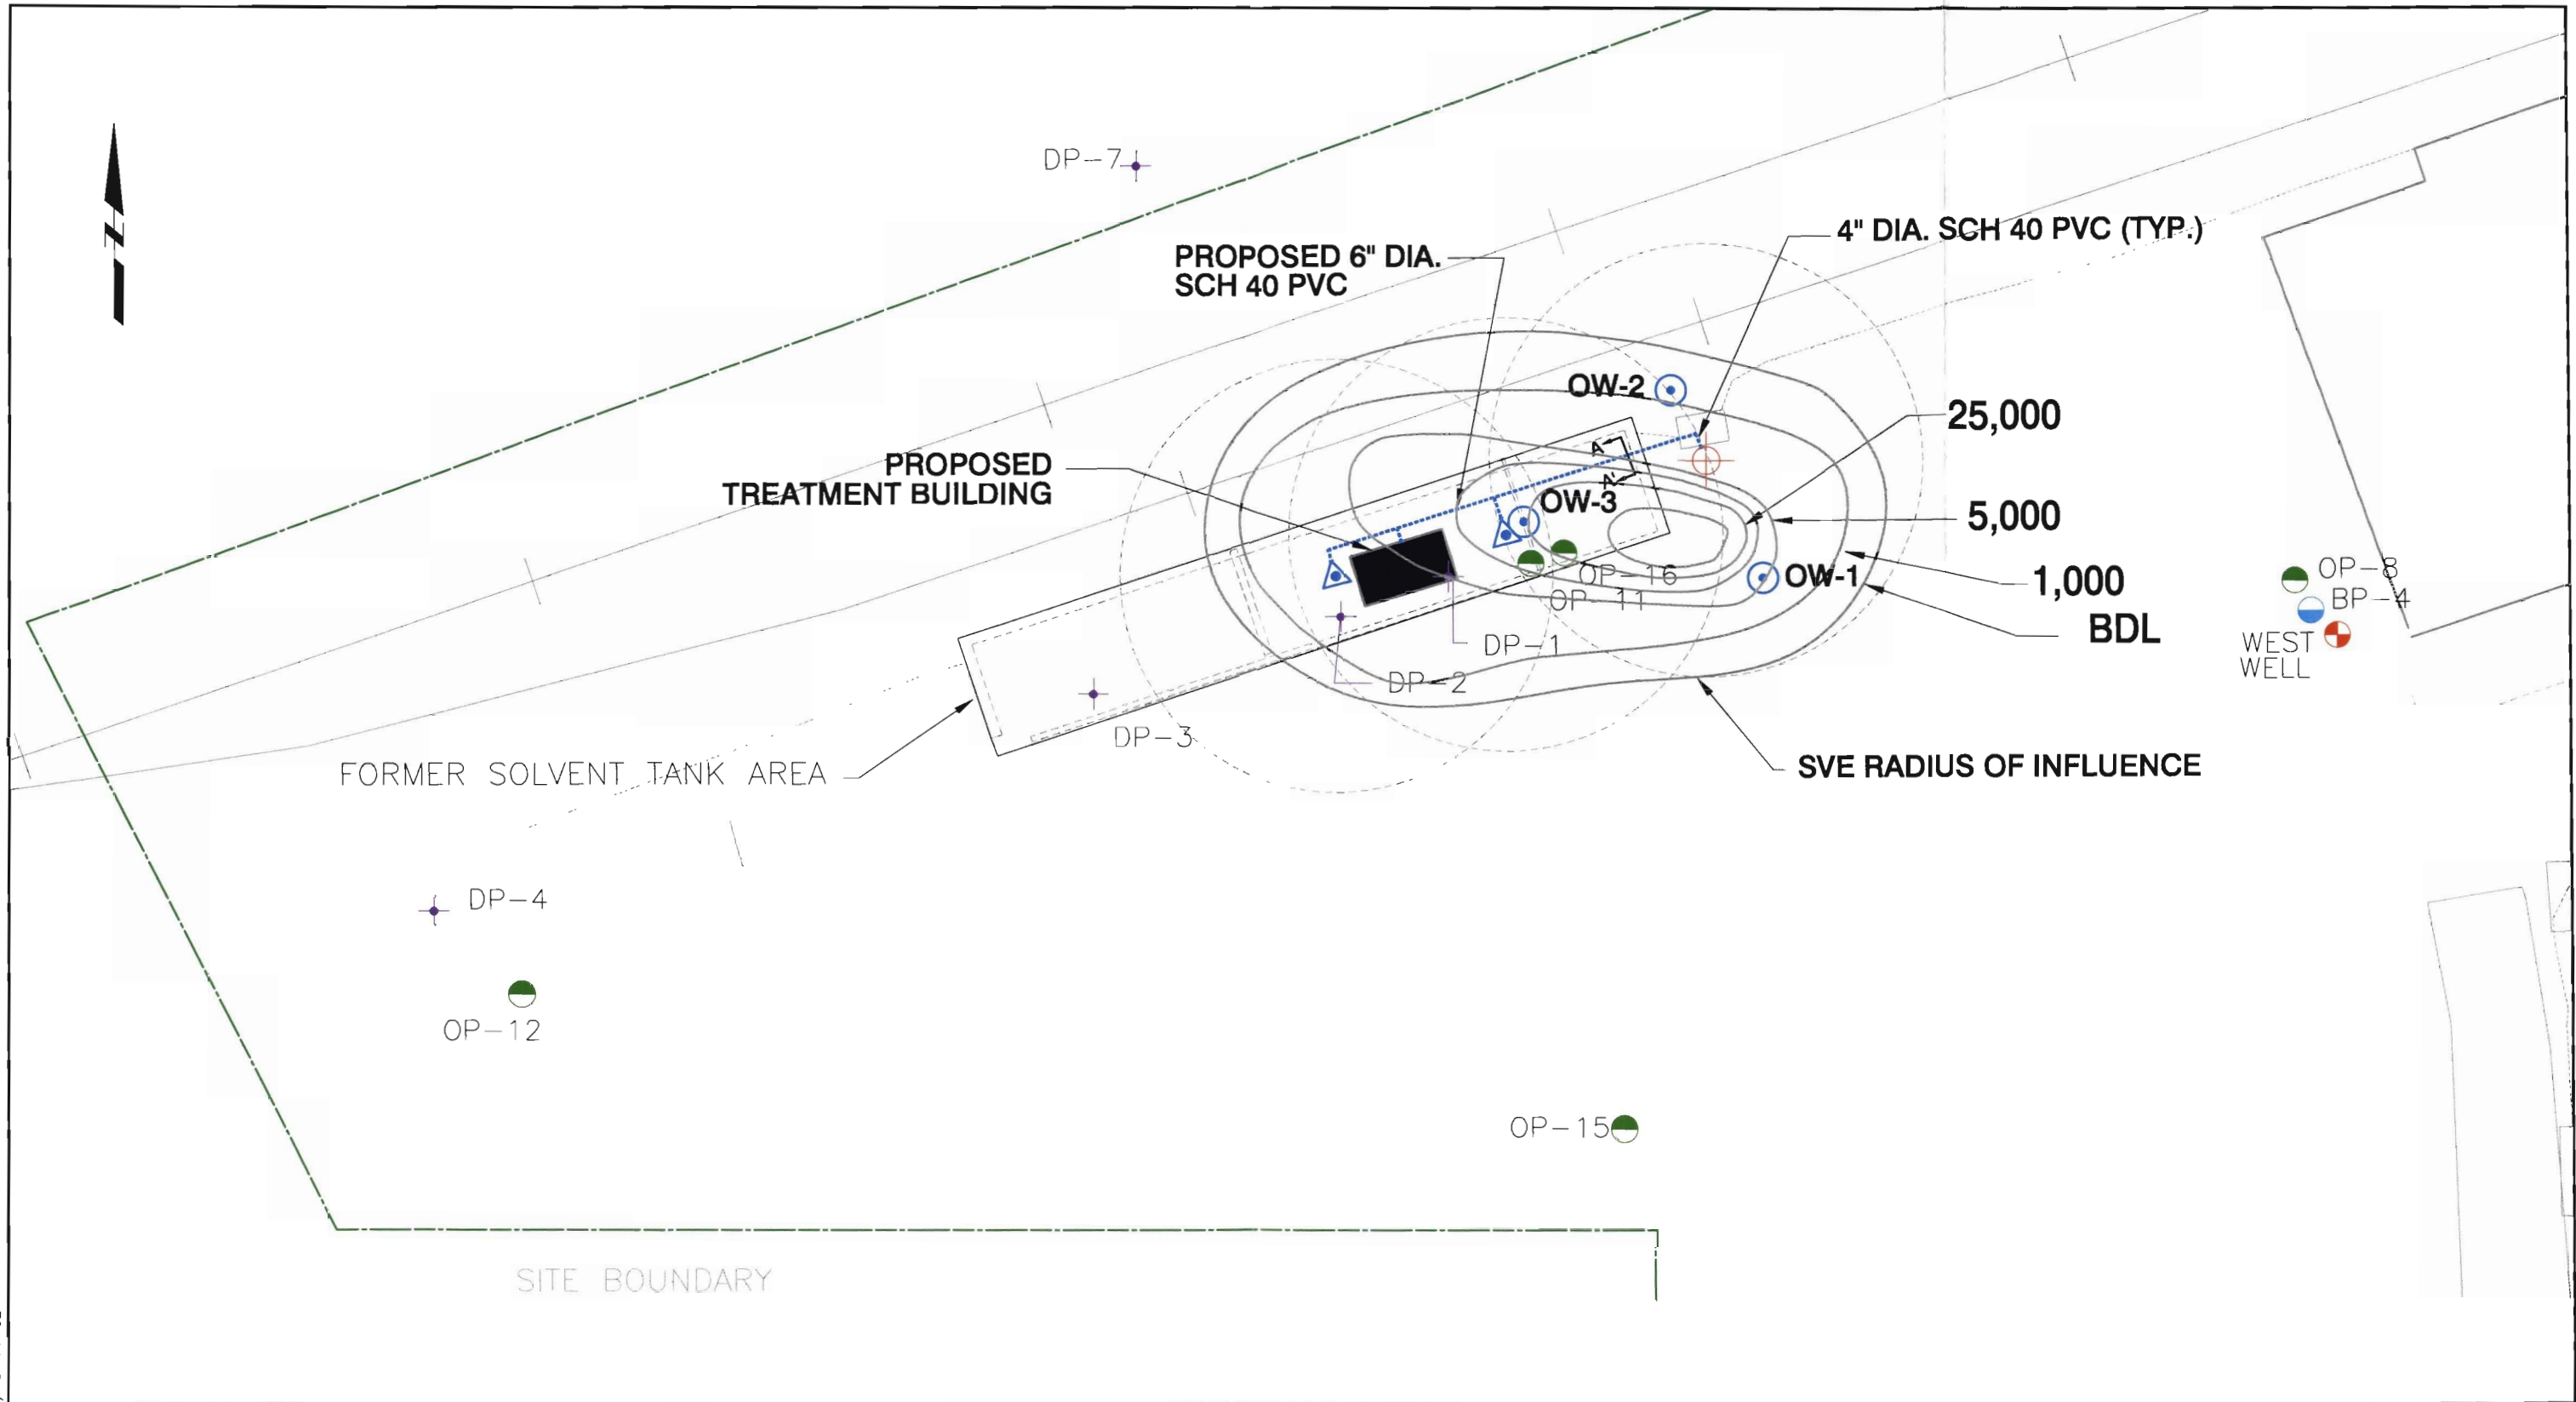 DP-7
N
4" DIA. SCH 40 PVC (TYP.)
PROPOSED 6" DIA.
SCH 40 PVC
OW-2
25,000
A
PROPOSED
TREATMENT BUILDING
A'
OW-3
5,000
OP-16
OW-1
1,000
OP-8
BP-4
OP-11
BDL
DP-1
WEST
WELL
DP-2
DP-3
FORMER SOLVENT TANK AREA
SVE RADIUS OF INFLUENCE
DP-4
OP-12
OP-15
SITE BOUNDARY